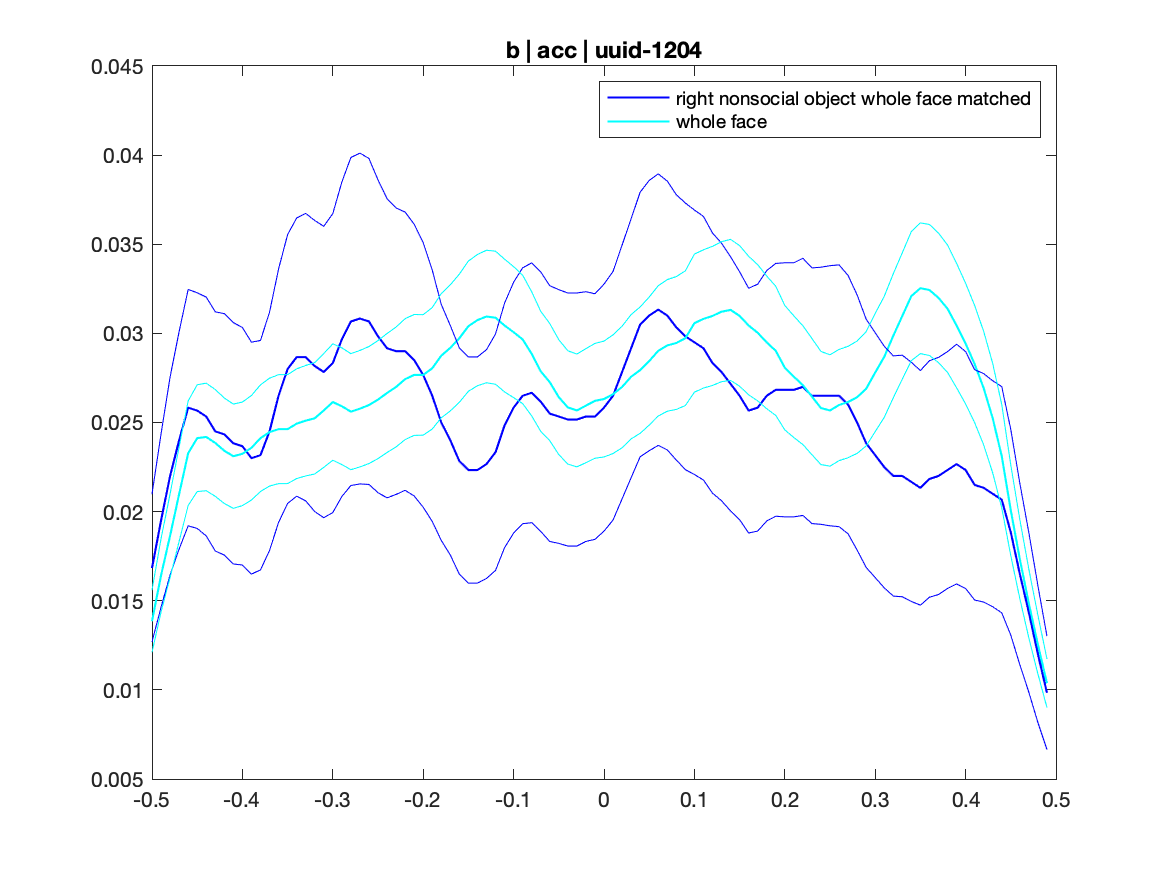 b | acc | uuid-1204
right nonsocial object whole face matched
whole face
0.045
0.04
0.035
0.03
0.025
0.02
0.015
0.01
0.005
-0.5 -0.4 -0.3 -0.2 -0.1 0 0.1 0.2 0.3 0.4 0.5